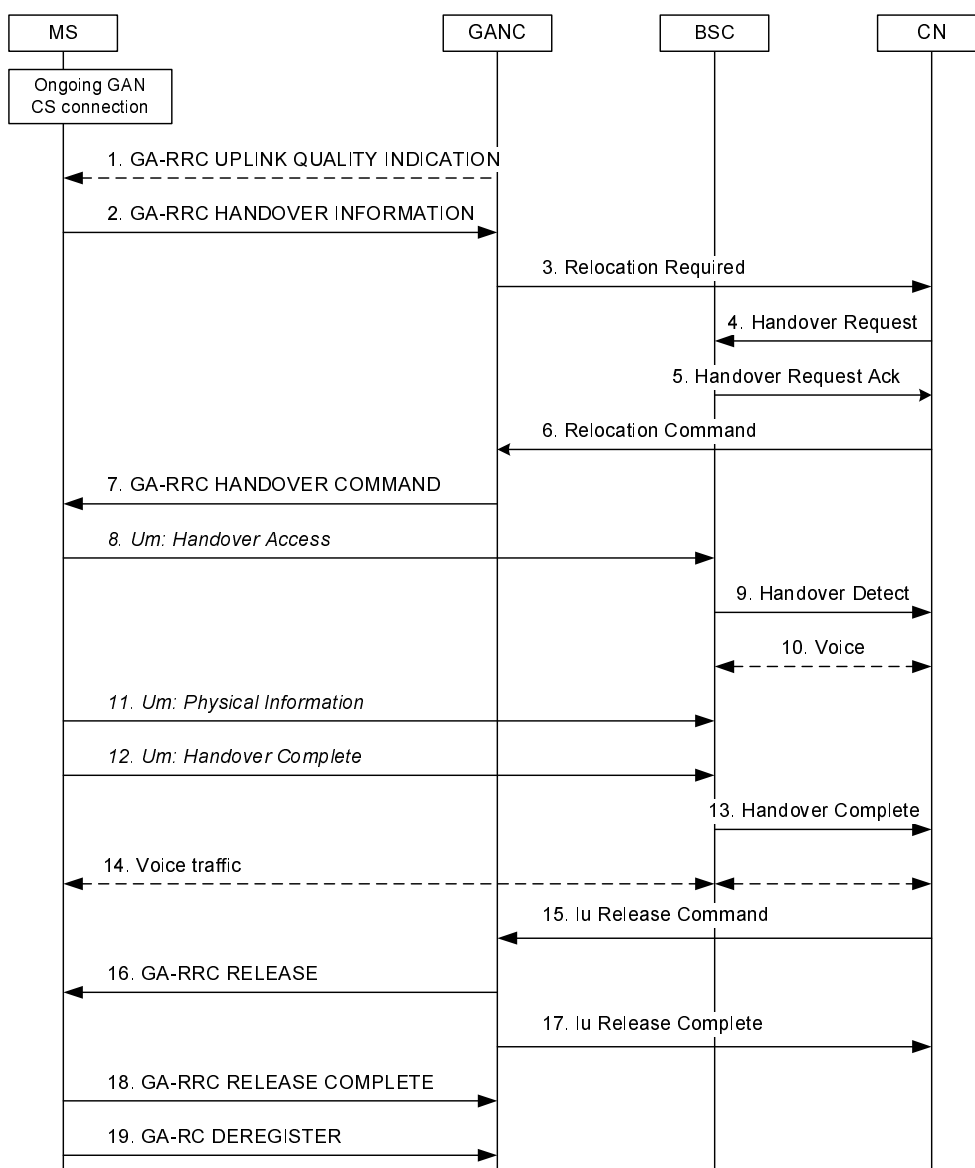 MS GANC BSC CN
Ongoing GAN
CS connection
1. GA-RRC UPLINK QUALITY INDICATION
2. GA-RRC HANDOVER INFORMATION
3. Relocation Required
4. Handover Request
5. Handover Request Ack
6. Relocation Command
7. GA-RRC HANDOVER COMMAND
8. Um: Handover Access
9. Handover Detect
10. Voice
11. Um: Physical Information
12. Um: Handover Complete
13. Handover Complete
14. Voice traffic
15. Iu Release Command
16. GA-RRC RELEASE
17. Iu Release Complete
18. GA-RRC RELEASE COMPLETE
19. GA-RC DEREGISTER